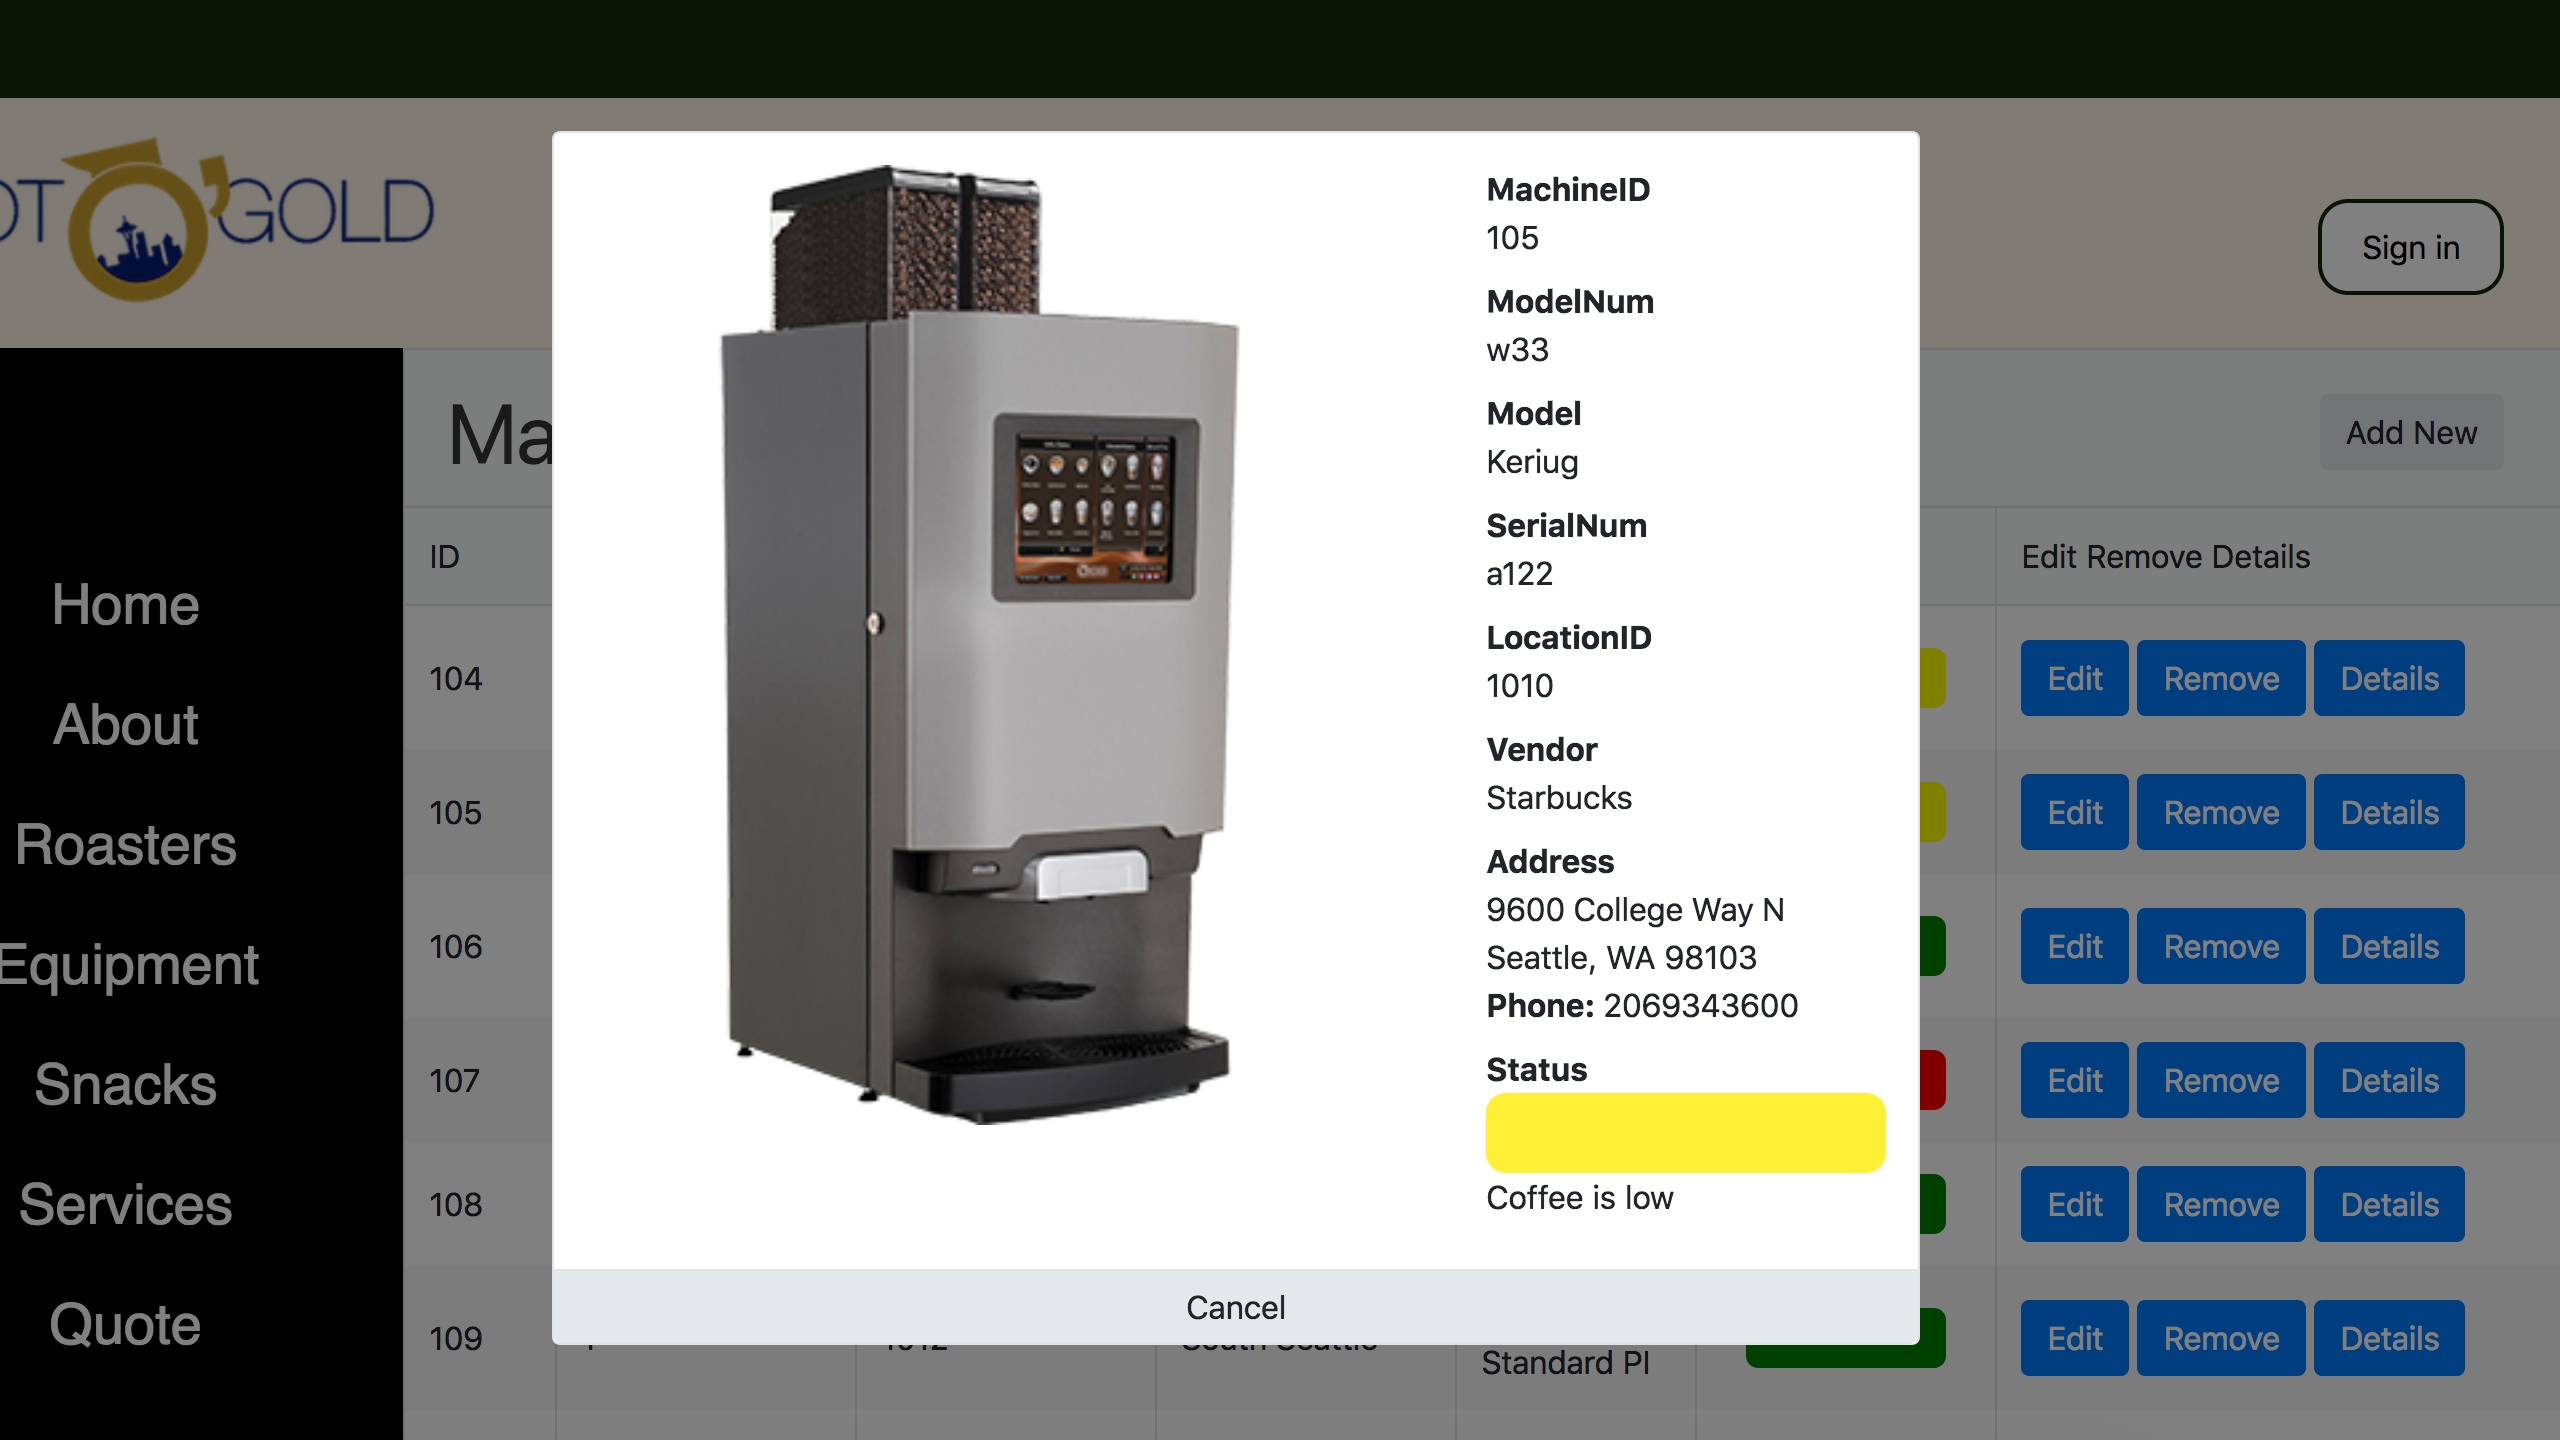 OT O'GOLD
Sign in
MachineID
105
ModelNum
w33
Model
Keriug
SerialNum
a122
LocationID
1010
Vendor
Starbucks
Address
9600 College Way N
Seattle, WA 98103
Phone: 2069343600
Status
Coffee is low
Cancel
Home
About
Roasters
Equipment
Snacks
Services
Quote
Ma
Add New
ID
Edit Remove Details
104
Edit Remove Details
105
Edit Remove Details
106
Edit Remove Details
107
Edit Remove Details
108
Edit Remove Details
109
Standard Pl
Edit Remove Details